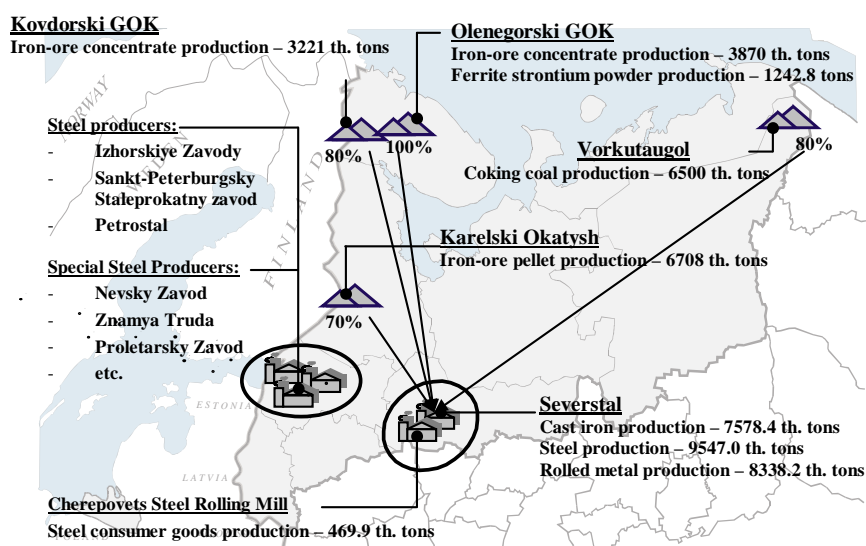 Kovdorski GOK
Iron-ore concentrate production – 3221 th. tons
Olenegorski GOK
Iron-ore concentrate production – 3870 th. tons
Ferrite strontium powder production – 1242.8 tons
NORWAY
Steel producers:
- Izhorskiye Zavody
- Sankt-Peterburgsky
Staleprokatny zavod
- Petrostal
80%
100%
80%
Vorkutaugol
Coking coal production – 6500 th. tons
FINLAND
Karelski Okatysh
Iron-ore pellet production – 6708 th. tons
Special Steel Producers:
- Nevsky Zavod
- Znamya Truda
- Proletarsky Zavod
- etc.
70%
ESTONIA
Severstal
Cast iron production – 7578.4 th. tons
Steel production – 9547.0 th. tons
Rolled metal production – 8338.2 th. tons
LATVIA
Cherepovets Steel Rolling Mill
Steel consumer goods production – 469.9 th. tons